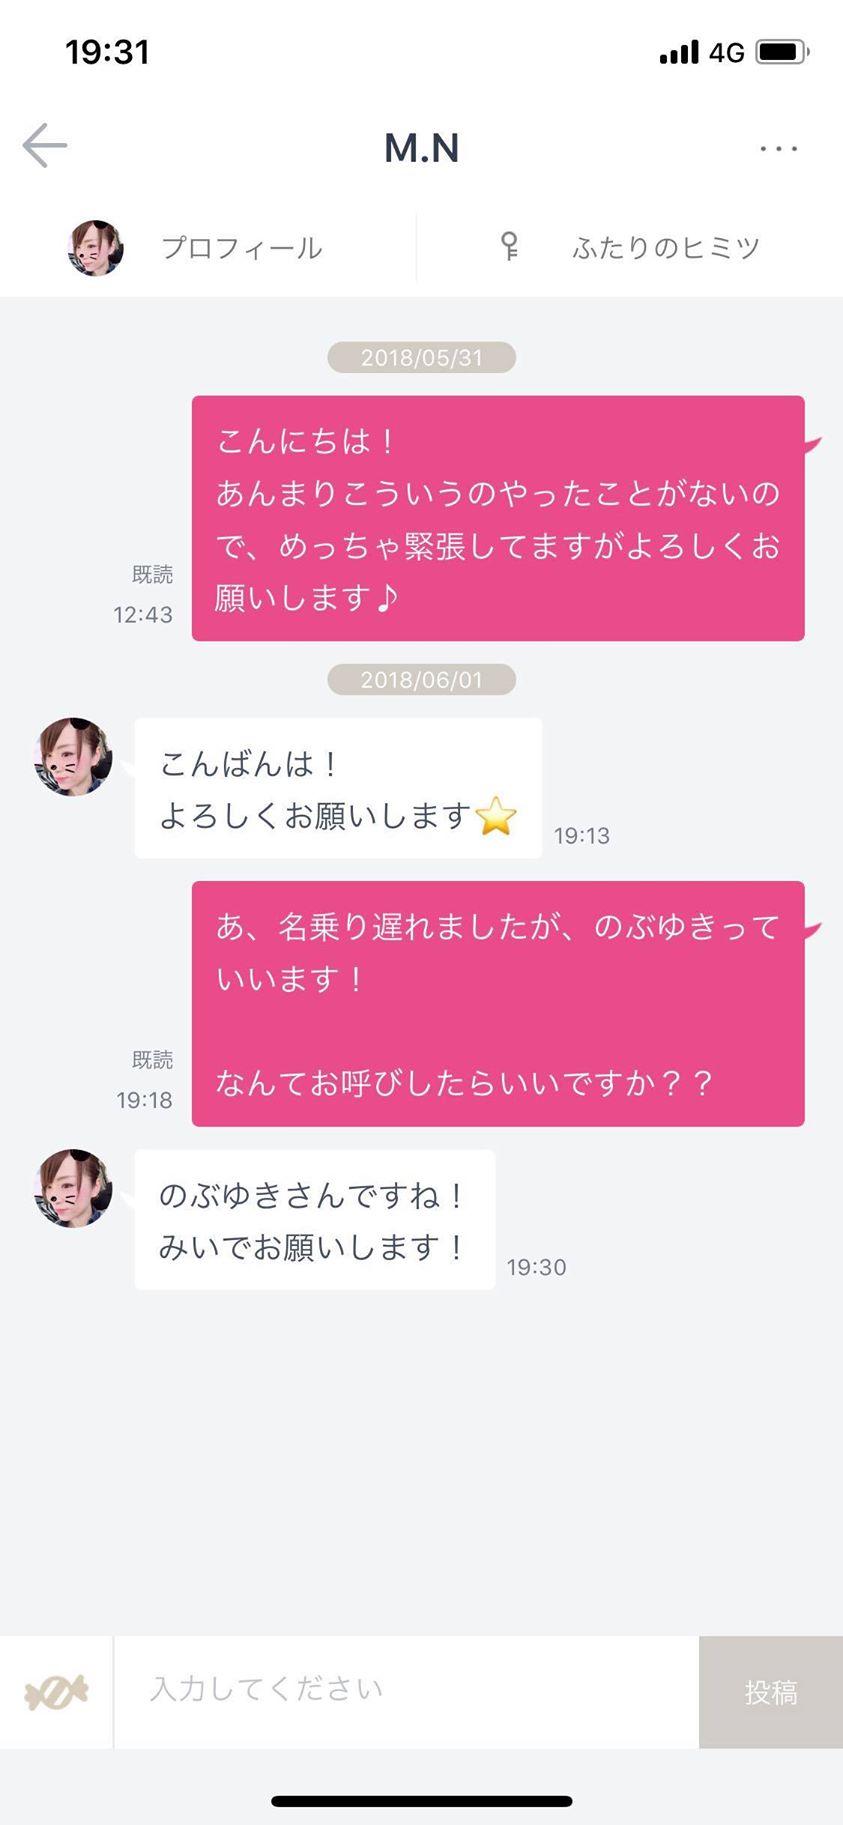 19:31
4G
M.N
...
プロフィール
ふたりのヒミツ
2018/05/31
こんにちは！
あんまりこういうのやったことがないの
で、めっちゃ緊張してますがよろしくお
願いします♪
既読
12:43
2018/06/01
こんばんは！
よろしくお願いします⭐
19:13
あ、名乗り遅れましたが、のぶゆきって
いいます！
なんてお呼びしたらいいですか？？
既読
19:18
のぶゆきさんですね！
みいでお願いします！
19:30
入力してください
投稿